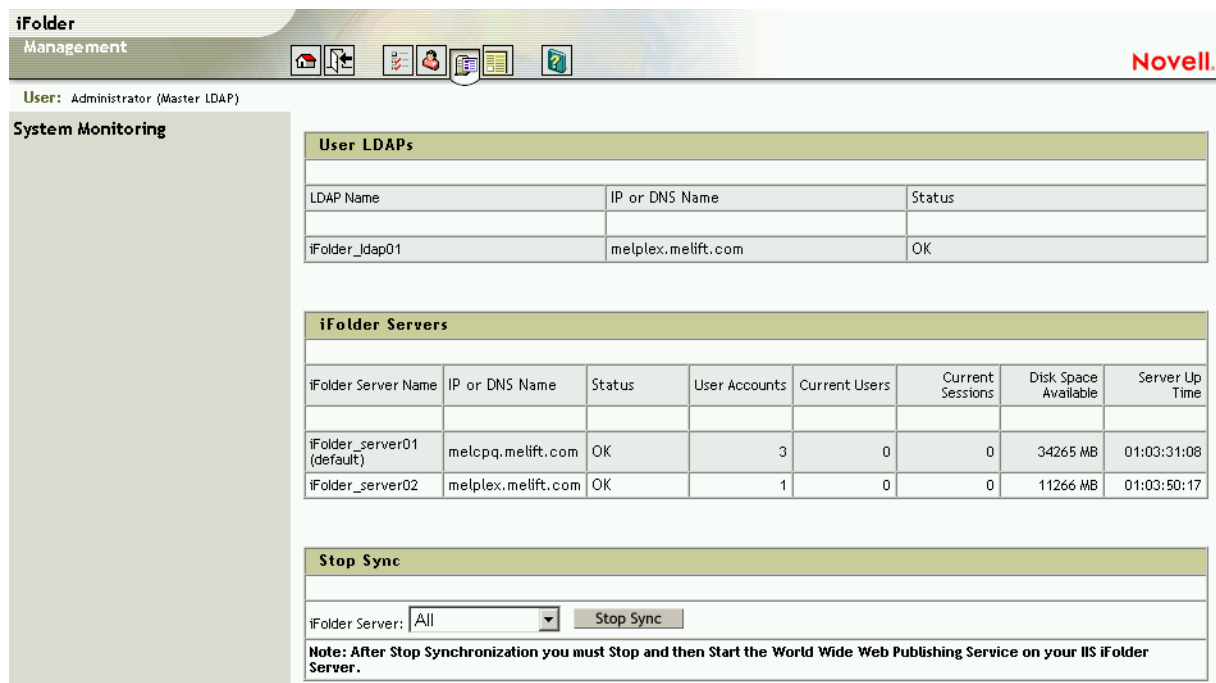 iFolder
Management
Novell.
User: Administrator (Master LDAP)
System Monitoring
User LDAPs
LDAP Name IP or DNS Name Status
iFolder_ldap01 melplex.melift.com OK
iFolder Servers
iFolder Server Name IP or DNS Name Status User Accounts Current Users Current Sessions Disk Space Available Server Up Time
iFolder_server01 (default) melcpq.melift.com OK 3 0 0 34265 MB 01:03:31:08
iFolder_server02 melplex.melift.com OK 1 0 0 11266 MB 01:03:50:17
Stop Sync
iFolder Server: All Stop Sync
Note: After Stop Synchronization you must Stop and then Start the World Wide Web Publishing Service on your IIS iFolder
Server.